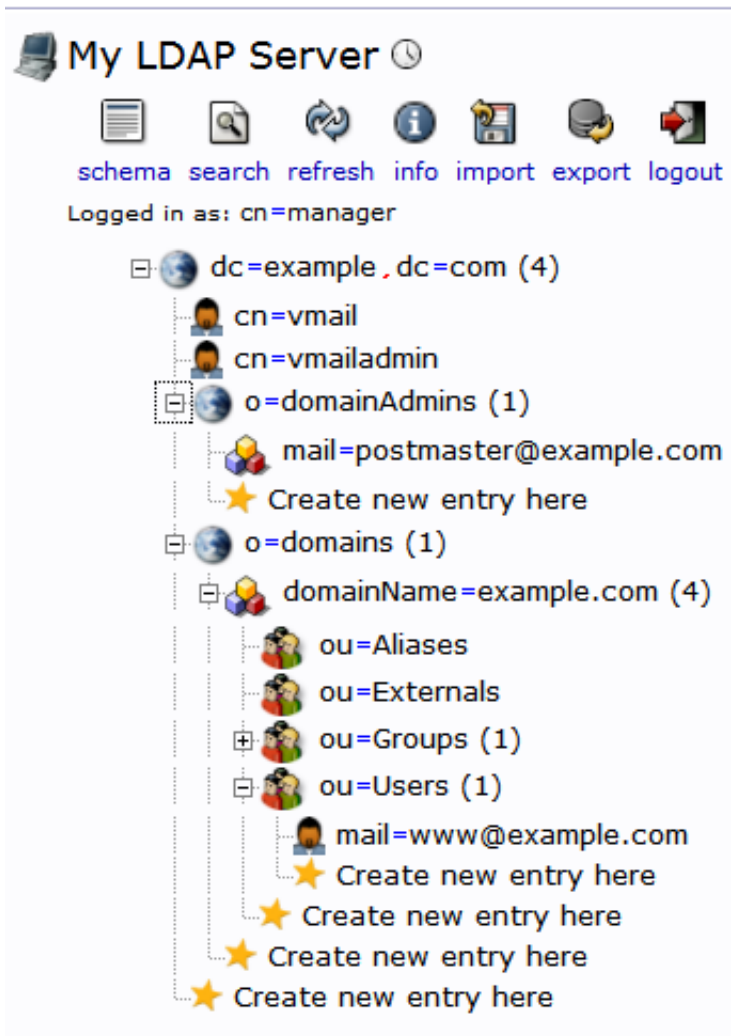 My LDAP Server
schema search refresh info import export logout
Logged in as: cn=manager
dc=example,dc=com (4)
cn=vmail
cn=vmailadmin
o=domainAdmins (1)
mail=postmaster@example.com
Create new entry here
o=domains (1)
domainName=example.com (4)
ou=Aliases
ou=Externals
ou=Groups (1)
ou=Users (1)
mail=www@example.com
Create new entry here
Create new entry here
Create new entry here
Create new entry here